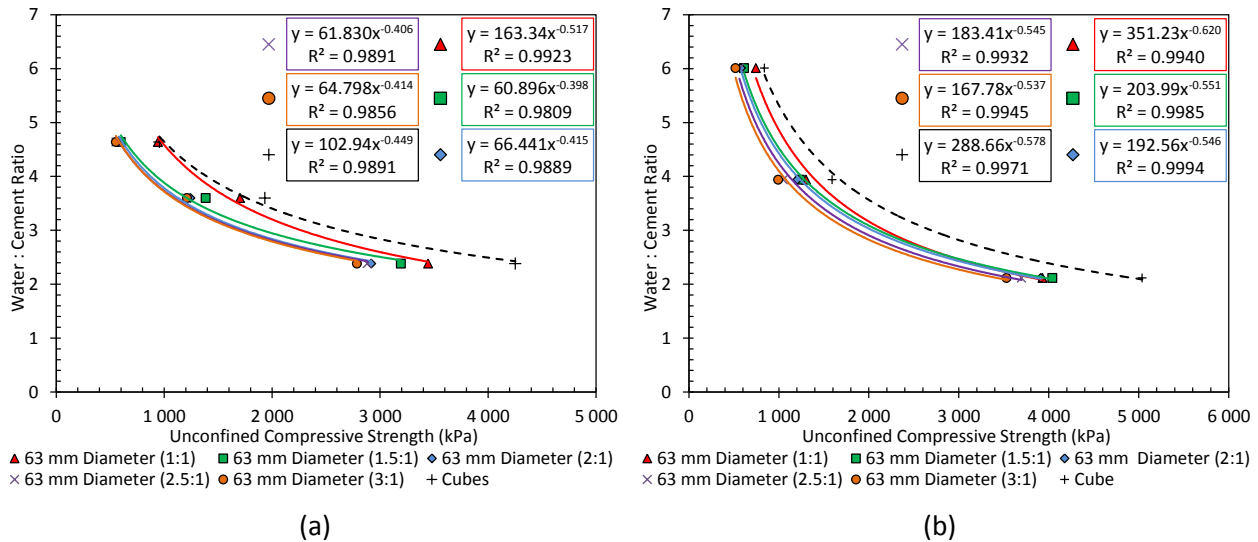 7
6
5
4
3
2
1
0
Water : Cement Ratio
y = 61.830x^-0.406
R² = 0.9891
y = 163.34x^-0.517
R² = 0.9923
y = 64.798x^-0.414
R² = 0.9856
y = 60.896x^-0.398
R² = 0.9809
y = 102.94x^-0.449
R² = 0.9891
y = 66.441x^-0.415
R² = 0.9889
0 1 000 2 000 3 000 4 000 5 000
Unconfined Compressive Strength (kPa)
63 mm Diameter (1:1) 63 mm Diameter (1.5:1) 63 mm Diameter (2:1)
63 mm Diameter (2.5:1) 63 mm Diameter (3:1) Cubes
(a)
7
6
5
4
3
2
1
0
Water : Cement Ratio
y = 183.41x^-0.545
R² = 0.9932
y = 351.23x^-0.620
R² = 0.9940
y = 167.78x^-0.537
R² = 0.9945
y = 203.99x^-0.551
R² = 0.9985
y = 288.66x^-0.578
R² = 0.9971
y = 192.56x^-0.546
R² = 0.9994
0 1 000 2 000 3 000 4 000 5 000 6 000
Unconfined Compressive Strength (kPa)
63 mm Diameter (1:1) 63 mm Diameter (1.5:1) 63 mm Diameter (2:1)
63 mm Diameter (2.5:1) 63 mm Diameter (3:1) Cube
(b)